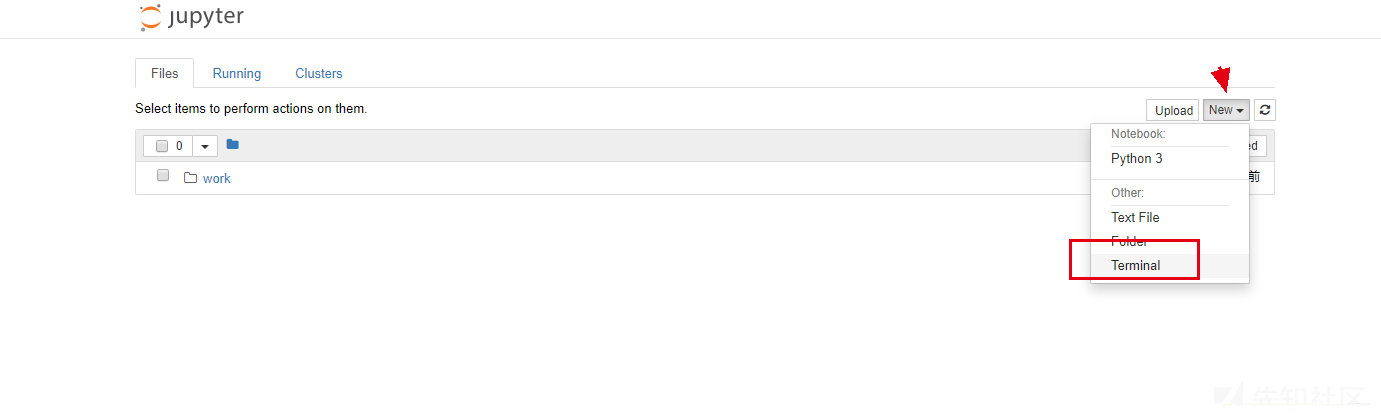 jupyter
Files Running Clusters
Select items to perform actions on them.
Upload New
Notebook:
0 ed
Python 3
work 前
Other:
Text File
Folder
Terminal
先知社区